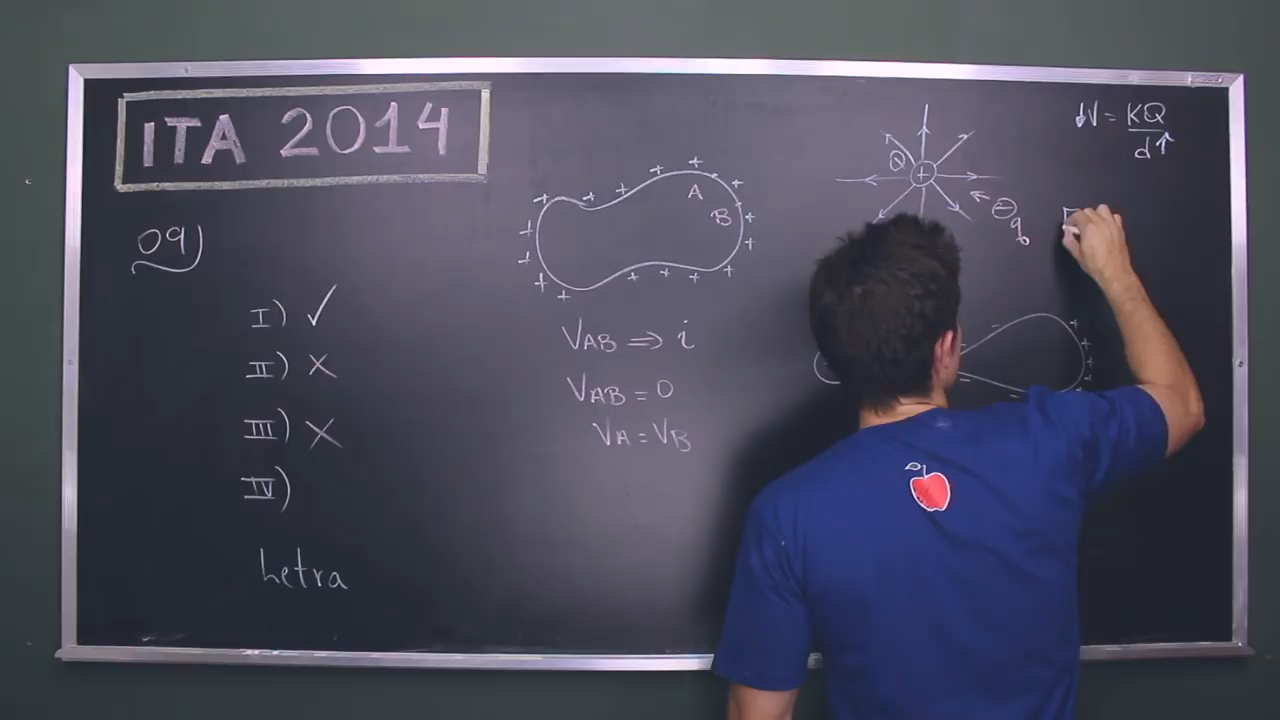 ITA 2014
09)
I) ✓
II) X
III) X
IV)
Letra
A
B
VAB ⇒ i
VAB = 0
VA = VB
Q
+
−
q
↓V = KQ
d↑